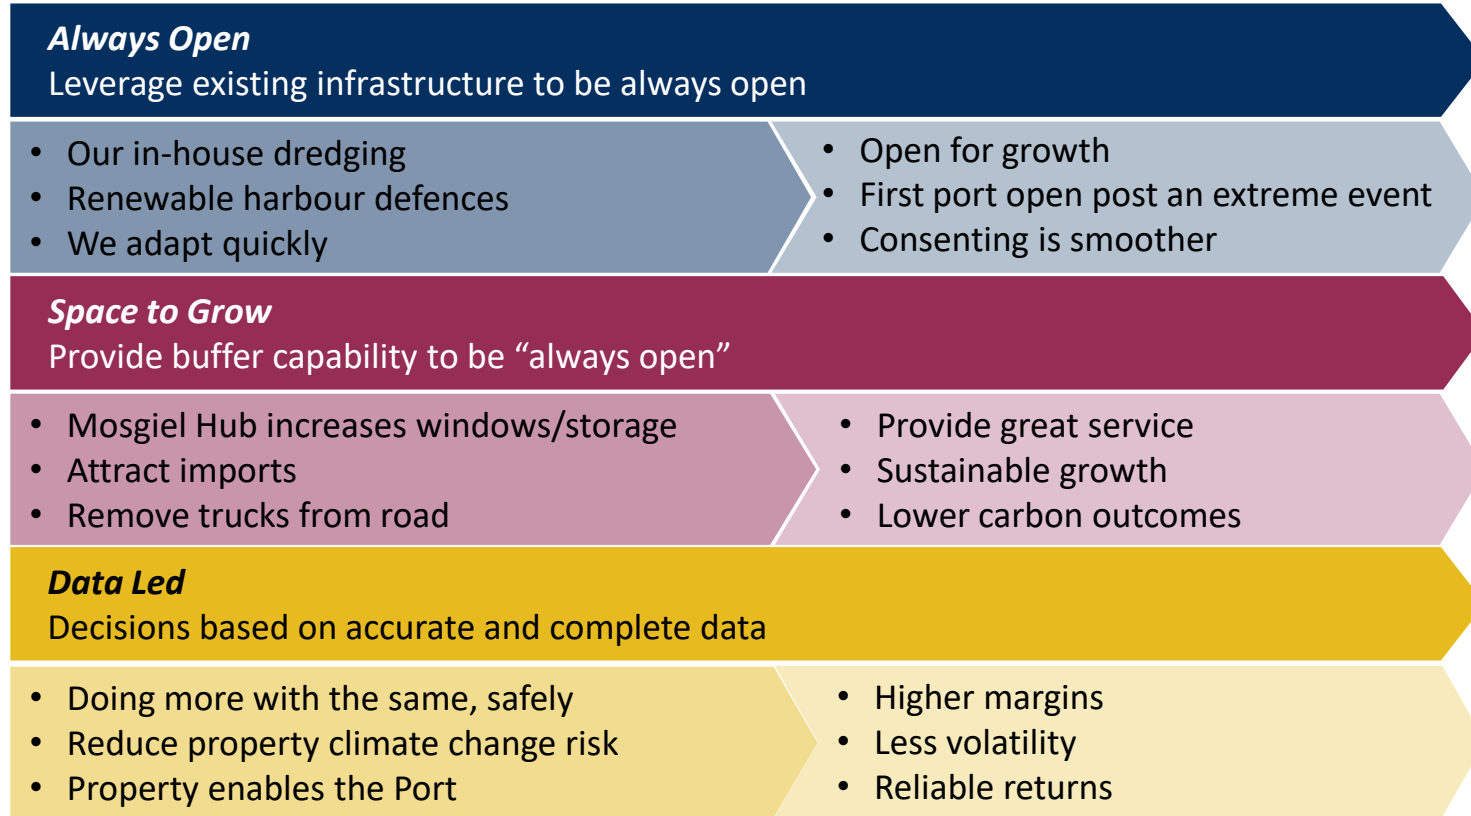 Always Open
Leverage existing infrastructure to be always open
• Our in-house dredging
• Renewable harbour defences
• We adapt quickly
• Open for growth
• First port open post an extreme event
• Consenting is smoother
Space to Grow
Provide buffer capability to be “always open”
• Mosgiel Hub increases windows/storage
• Attract imports
• Remove trucks from road
• Provide great service
• Sustainable growth
• Lower carbon outcomes
Data Led
Decisions based on accurate and complete data
• Doing more with the same, safely
• Reduce property climate change risk
• Property enables the Port
• Higher margins
• Less volatility
• Reliable returns